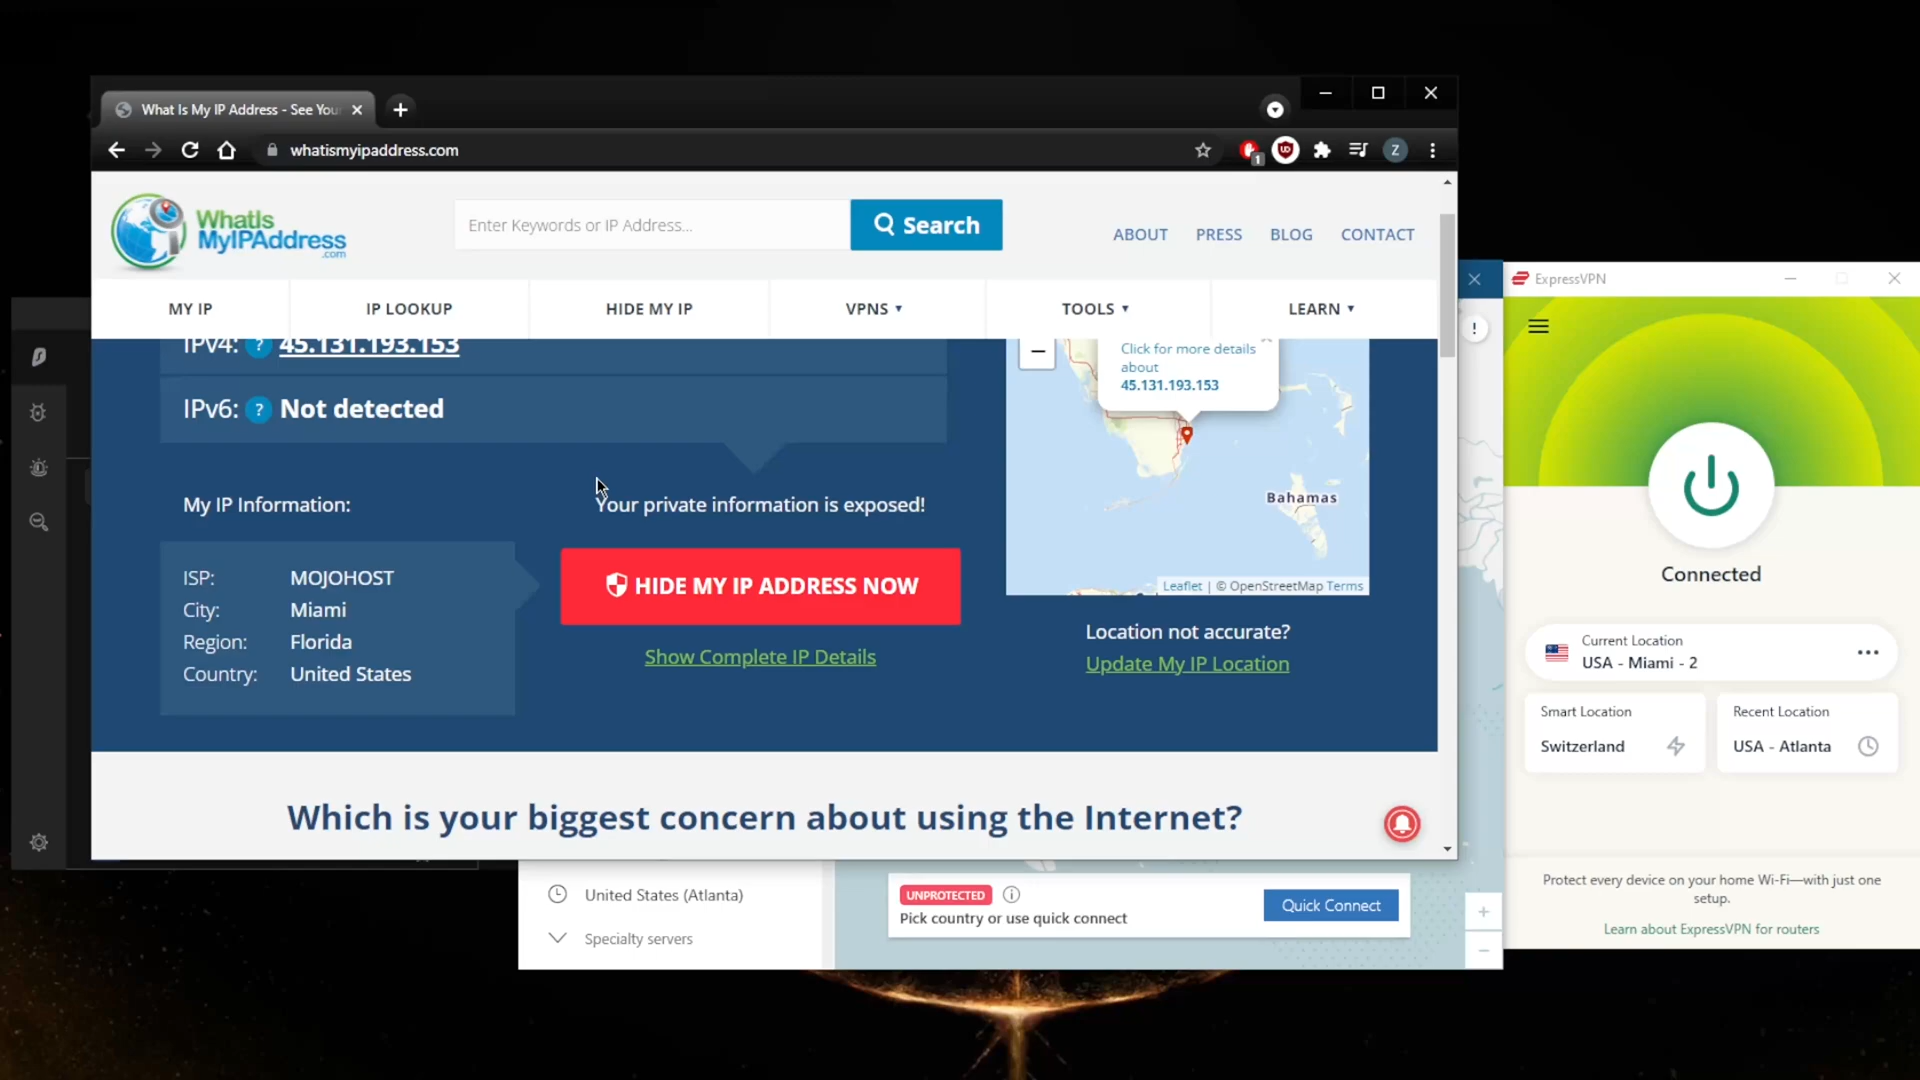 What Is My IP Address - See You
whatismyipaddress.com
1
UD
Z
WhatIs
MyIPAddress
.com
Enter Keywords or IP Address...
Search
ABOUT
PRESS
BLOG
CONTACT
MY IP
IP LOOKUP
HIDE MY IP
VPNS
TOOLS
LEARN
IPv4: ? 45.131.193.153
IPv6: ? Not detected
Click for more details
about
45.131.193.153
Bahamas
Leaflet | © OpenStreetMap Terms
My IP Information:
Your private information is exposed!
ISP: MOJOHOST
City: Miami
Region: Florida
Country: United States
HIDE MY IP ADDRESS NOW
Show Complete IP Details
Location not accurate?
Update My IP Location
Which is your biggest concern about using the Internet?
United States (Atlanta)
Specialty servers
UNPROTECTED
Pick country or use quick connect
Quick Connect
!
ExpressVPN
Connected
Current Location
USA - Miami - 2
Smart Location
Switzerland
Recent Location
USA - Atlanta
Protect every device on your home Wi-Fi—with just one
setup.
Learn about ExpressVPN for routers